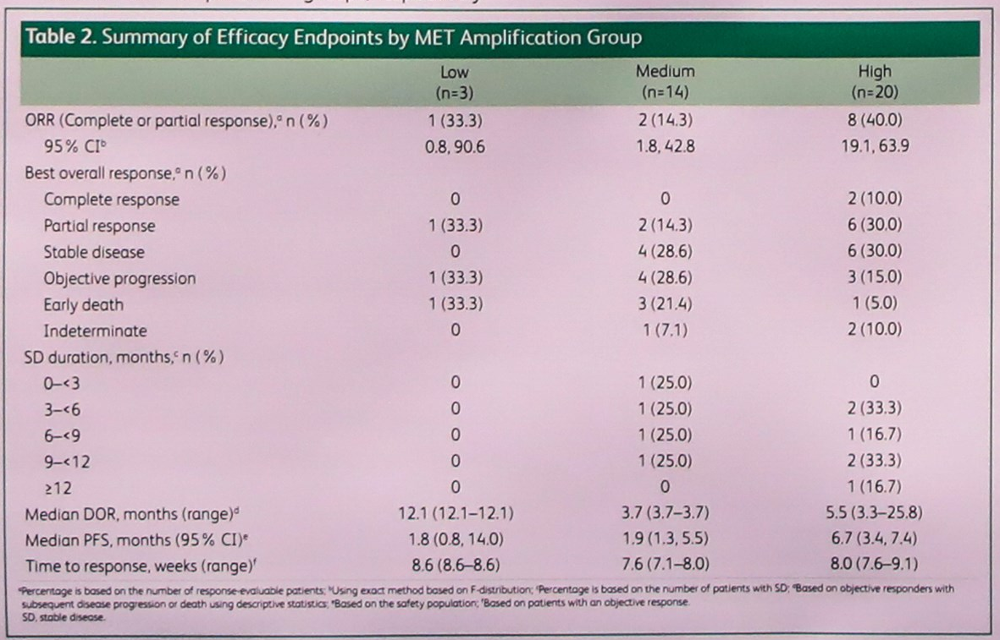 Table 2. Summary of Efficacy Endpoints by MET Amplification Group
Low Medium High
(n=3) (n=14) (n=20)
ORR (Complete or partial response),ᵃ n (%) 1 (33.3) 2 (14.3) 8 (40.0)
95% CIᵇ 0.8, 90.6 1.8, 42.8 19.1, 63.9
Best overall response,ᵃ n (%)
Complete response 0 0 2 (10.0)
Partial response 1 (33.3) 2 (14.3) 6 (30.0)
Stable disease 0 4 (28.6) 6 (30.0)
Objective progression 1 (33.3) 4 (28.6) 3 (15.0)
Early death 1 (33.3) 3 (21.4) 1 (5.0)
Indeterminate 0 1 (7.1) 2 (10.0)
SD duration, months,ᶜ n (%)
0–<3 0 1 (25.0) 0
3–<6 0 1 (25.0) 2 (33.3)
6–<9 0 1 (25.0) 1 (16.7)
9–<12 0 1 (25.0) 2 (33.3)
≥12 0 0 1 (16.7)
Median DOR, months (range)ᵈ 12.1 (12.1–12.1) 3.7 (3.7–3.7) 5.5 (3.3–25.8)
Median PFS, months (95% CI)ᵉ 1.8 (0.8, 14.0) 1.9 (1.3, 5.5) 6.7 (3.4, 7.4)
Time to response, weeks (range)ᶠ 8.6 (8.6–8.6) 7.6 (7.1–8.0) 8.0 (7.6–9.1)
ᵃPercentage is based on the number of response-evaluable patients; ᵇUsing exact method based on F-distribution; ᶜPercentage is based on the number of patients with SD; ᵈBased on objective responders with
subsequent disease progression or death using descriptive statistics; ᵉBased on the safety population; ᶠBased on patients with an objective response.
SD, stable disease.